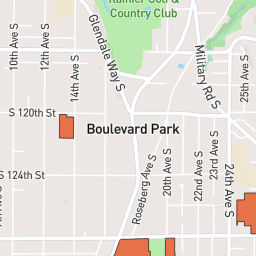 Rainier Golf &
Country Club
Glendale Way S
Military Rd S
10th Ave S
12th Ave S
14th Ave S
25th Ave S
S 120th St
Boulevard Park
S 124th St
Roseberg Ave S
20th Ave S
22nd Ave S
23rd Ave S
24th Ave S
Ave S